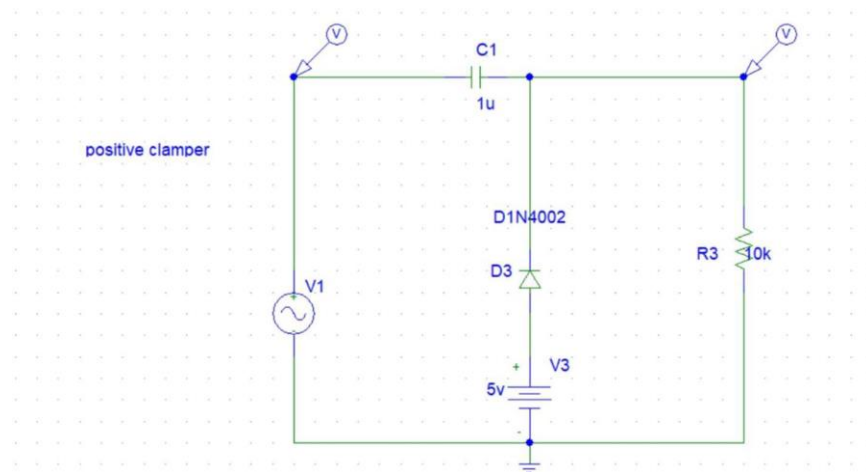 V
V
C1
1u
positive clamper
D1N4002
R3 10k
D3
V1
+
+ V3
5v
-